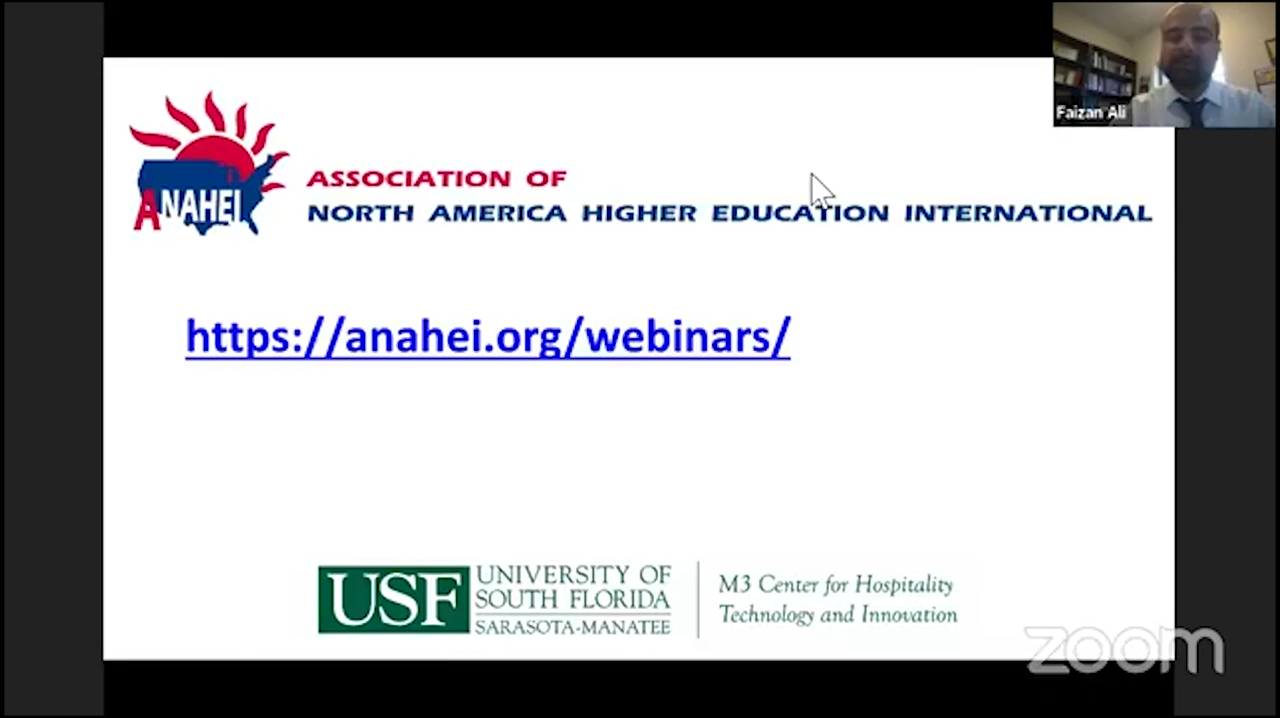 Faizan Ali
ANAHEI
ASSOCIATION OF
NORTH AMERICA HIGHER EDUCATION INTERNATIONAL
https://anahei.org/webinars/
USF
UNIVERSITY OF
SOUTH FLORIDA
SARASOTA-MANATEE
M3 Center for Hospitality
Technology and Innovation
zoom